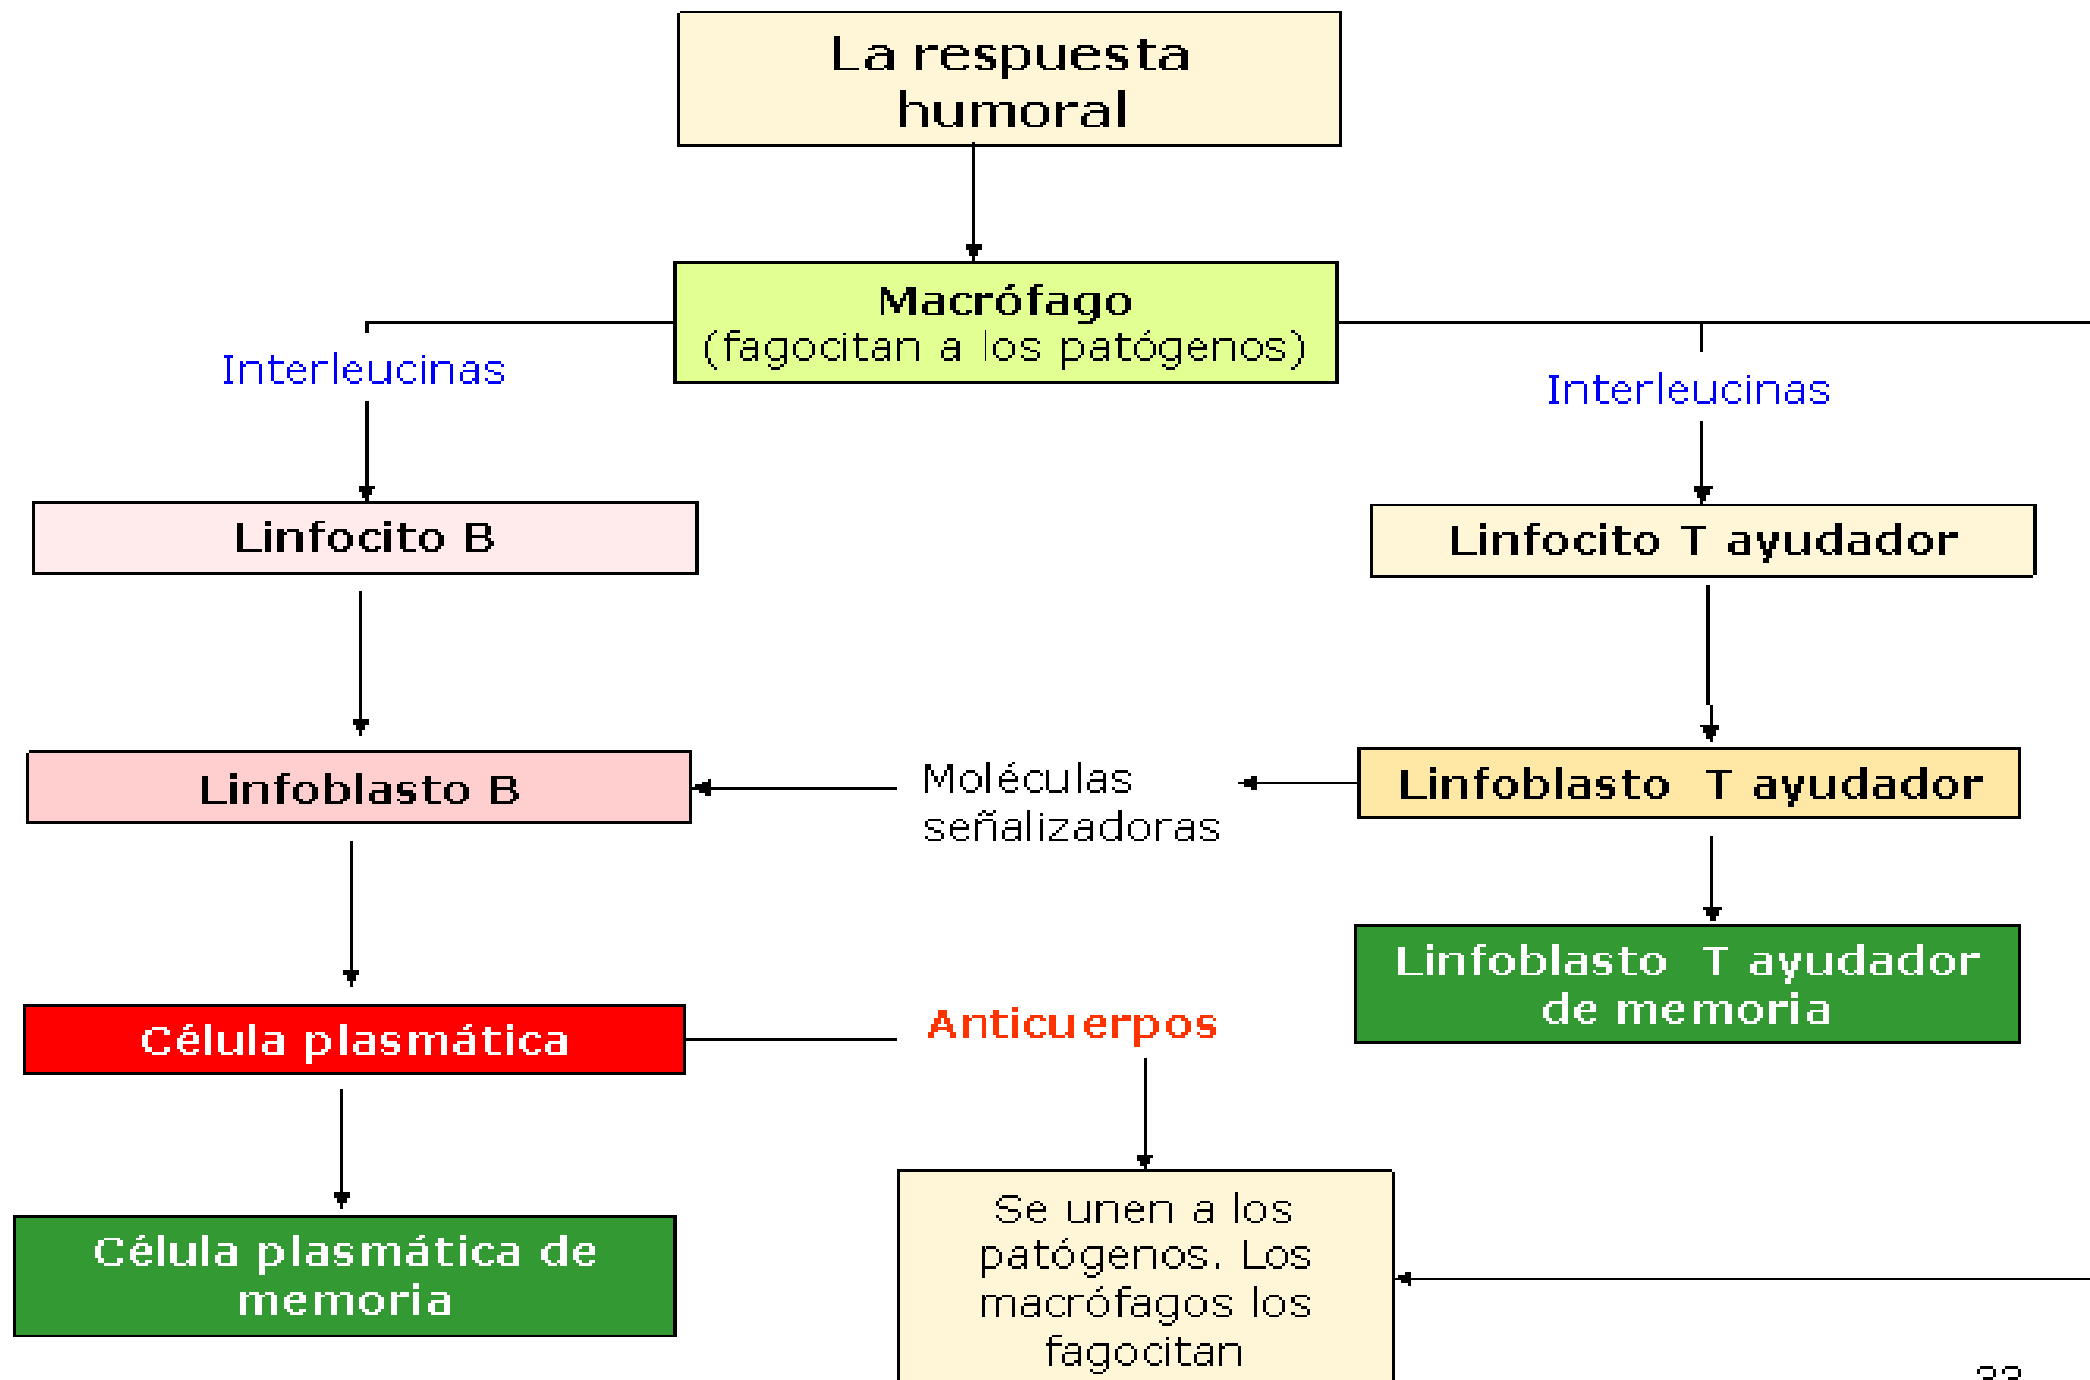 La respuesta
humoral
Macrófago
(fagocitan a los patógenos)
Interleucinas
Interleucinas
Linfocito B
Linfocito T ayudador
Linfoblasto B
Moléculas
señalizadoras
Linfoblasto T ayudador
Linfoblasto T ayudador
de memoria
Célula plasmática
Anticuerpos
Célula plasmática de
memoria
Se unen a los
patógenos. Los
macrófagos los
fagocitan